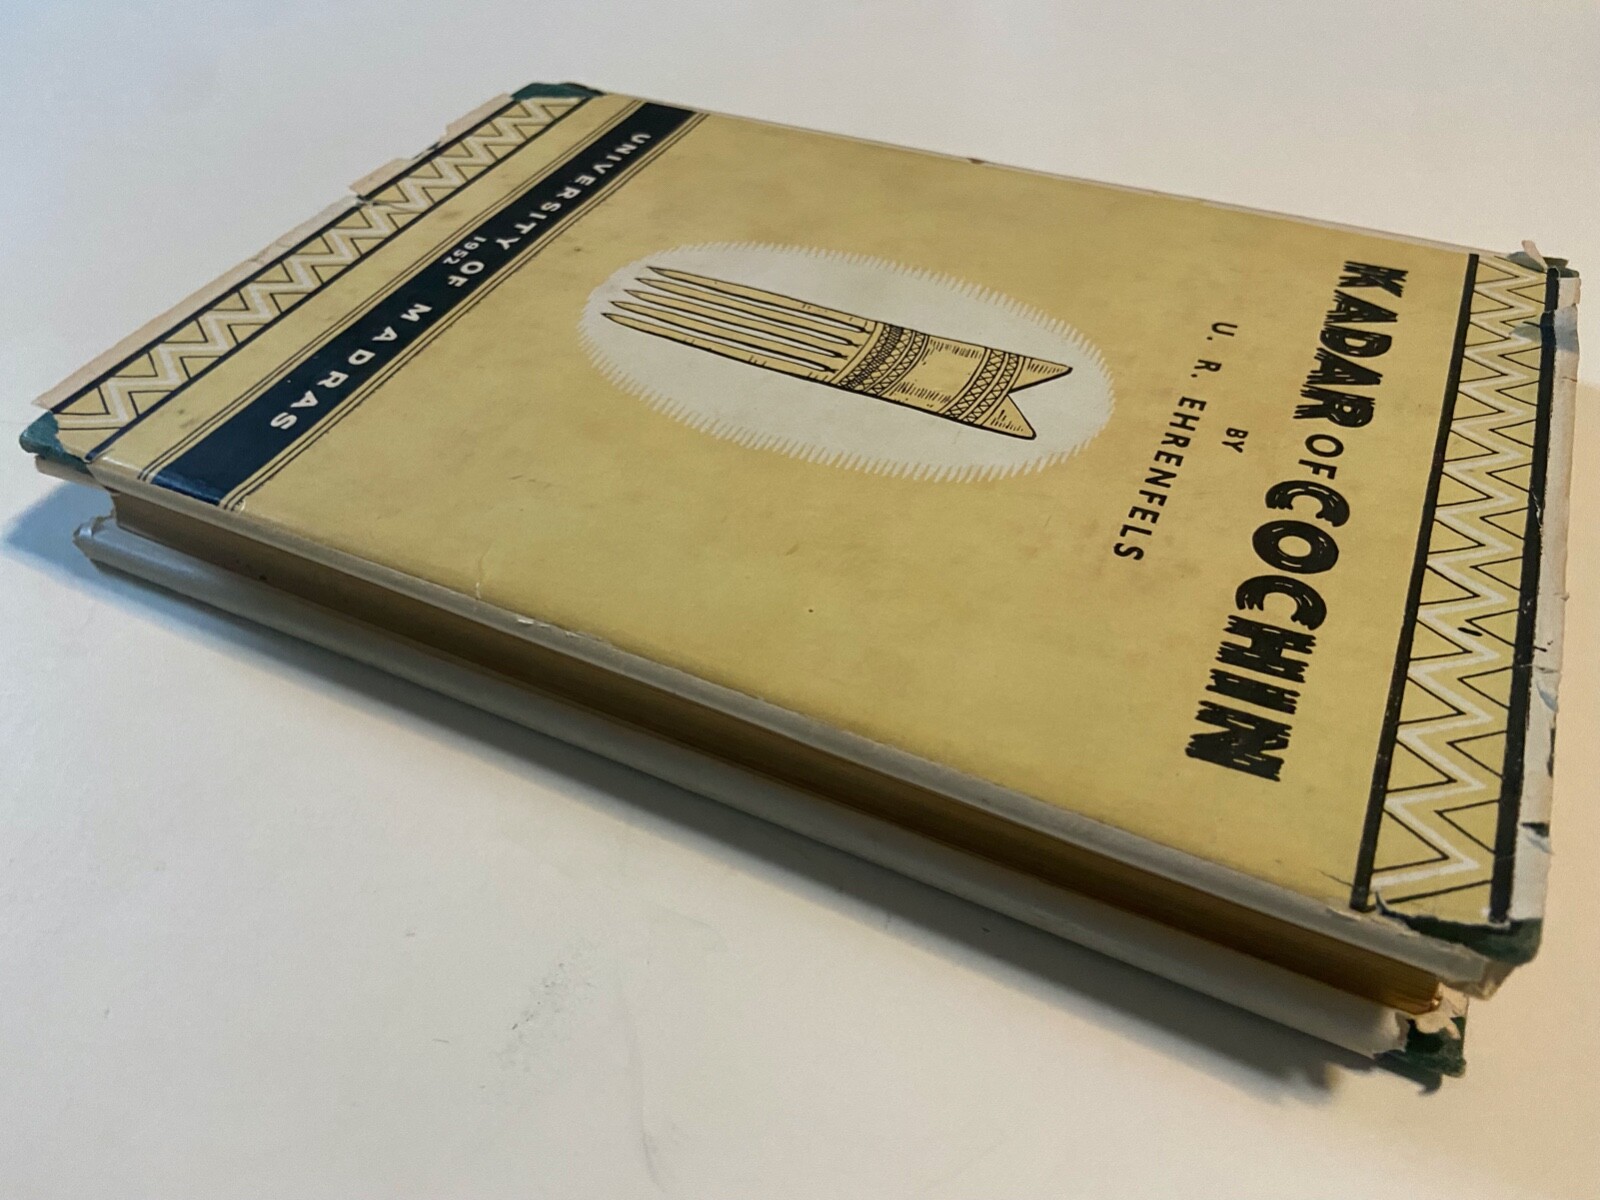 KADAR OF COCHIN
BY
U. R. EHRENFELS
UNIVERSITY OF MADRAS
1952